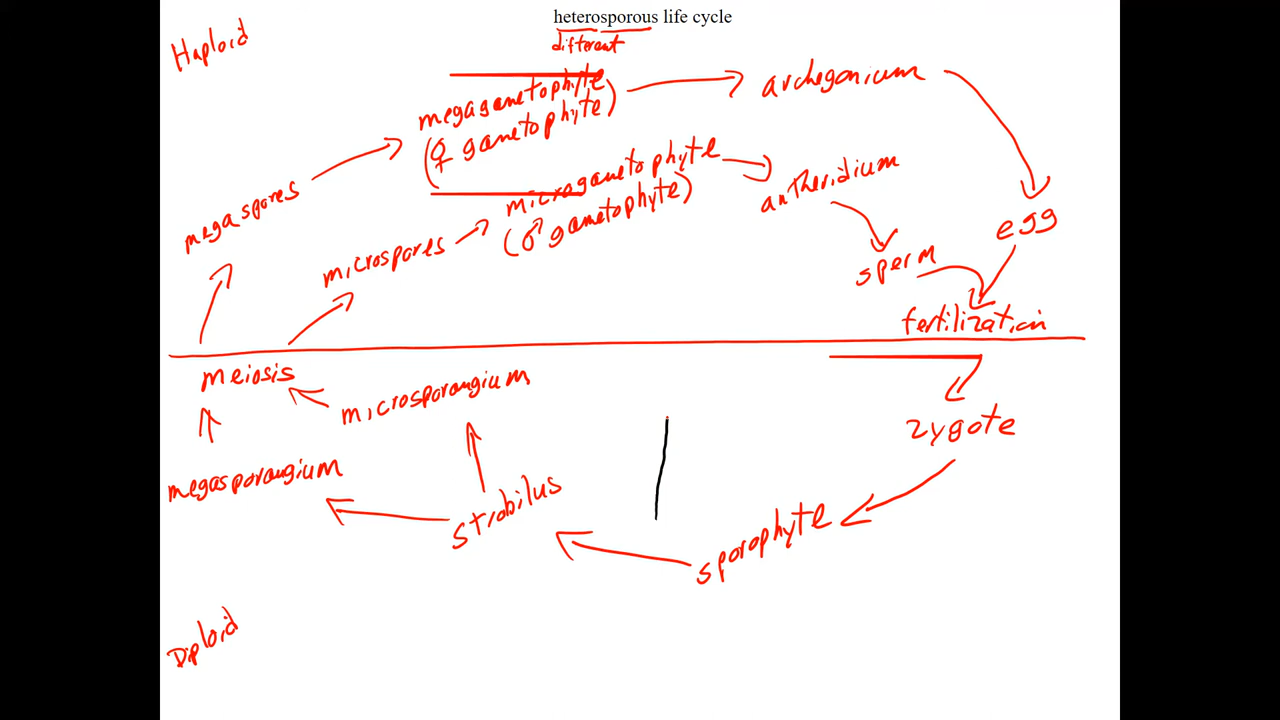 heterosporous life cycle
different
Haploid
megagametophyte
(♀ gametophyte)
archegonium
microgametophyte
(♂ gametophyte)
antheridium
megaspores
microspores
egg
sperm
fertilization
meiosis
microsporangium
zygote
megasporangium
strobilus
sporophyte
Diploid